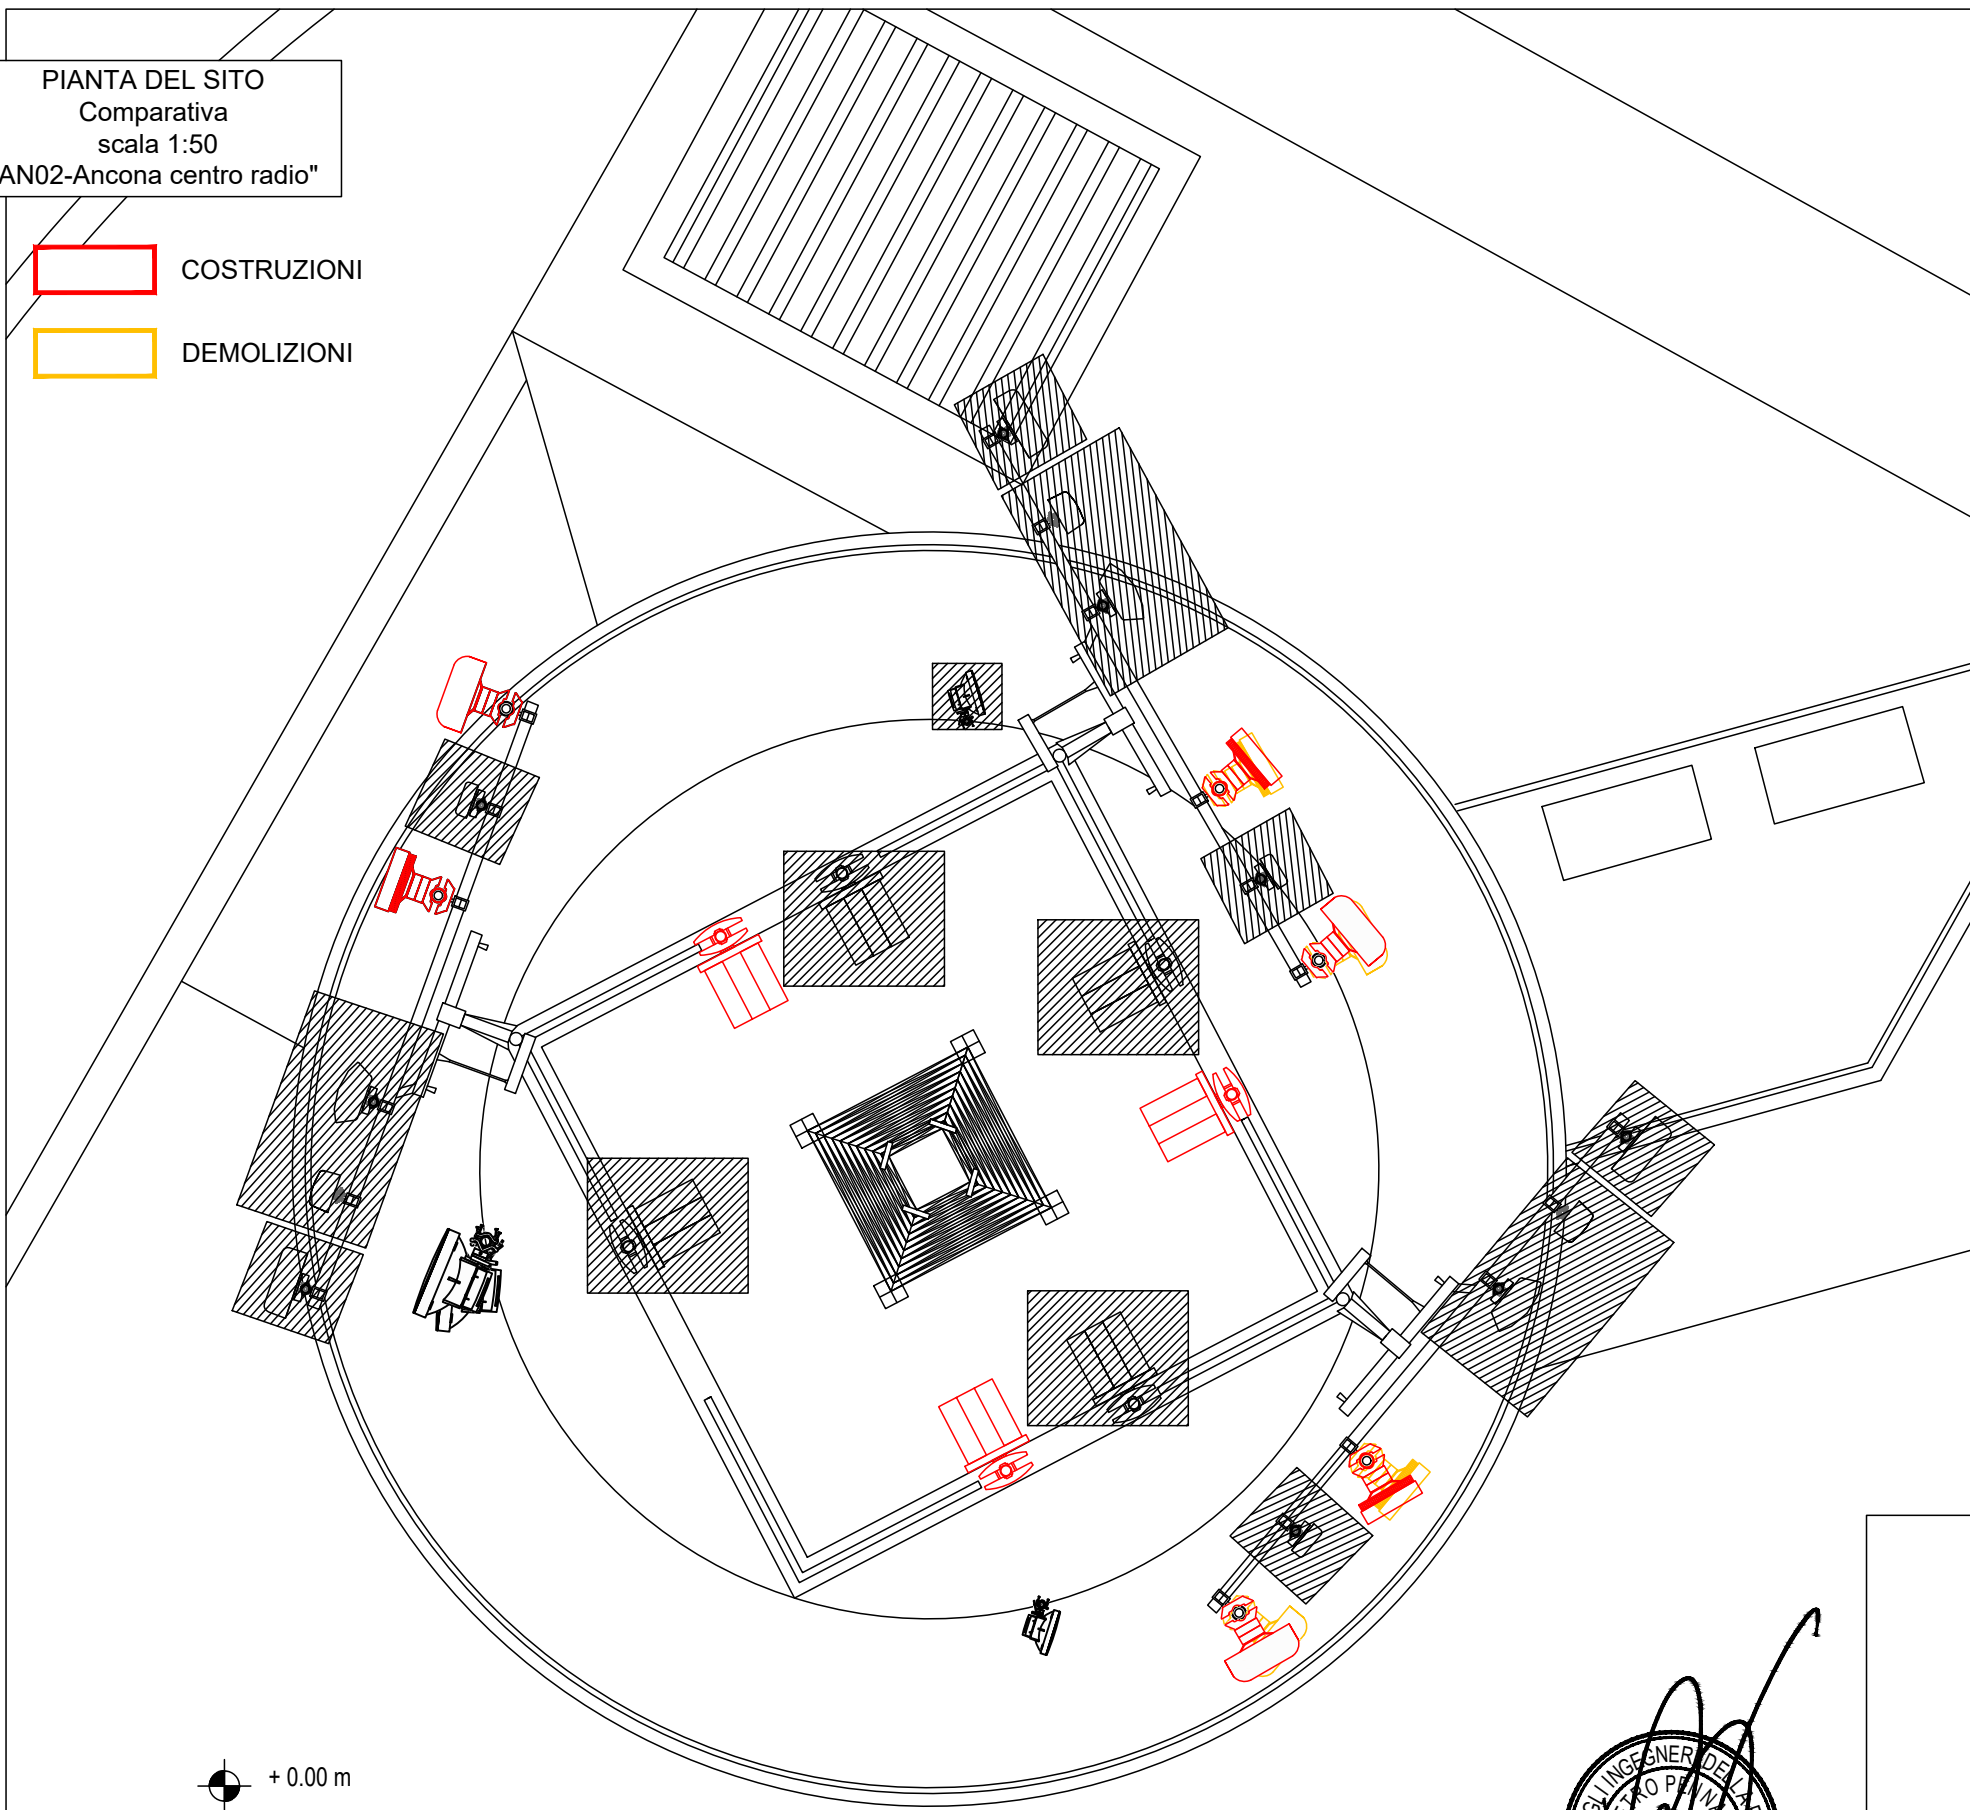 PIANTA DEL SITO
Comparativa
scala 1:50
AN02-Ancona centro radio"
COSTRUZIONI
DEMOLIZIONI
+ 0.00 m